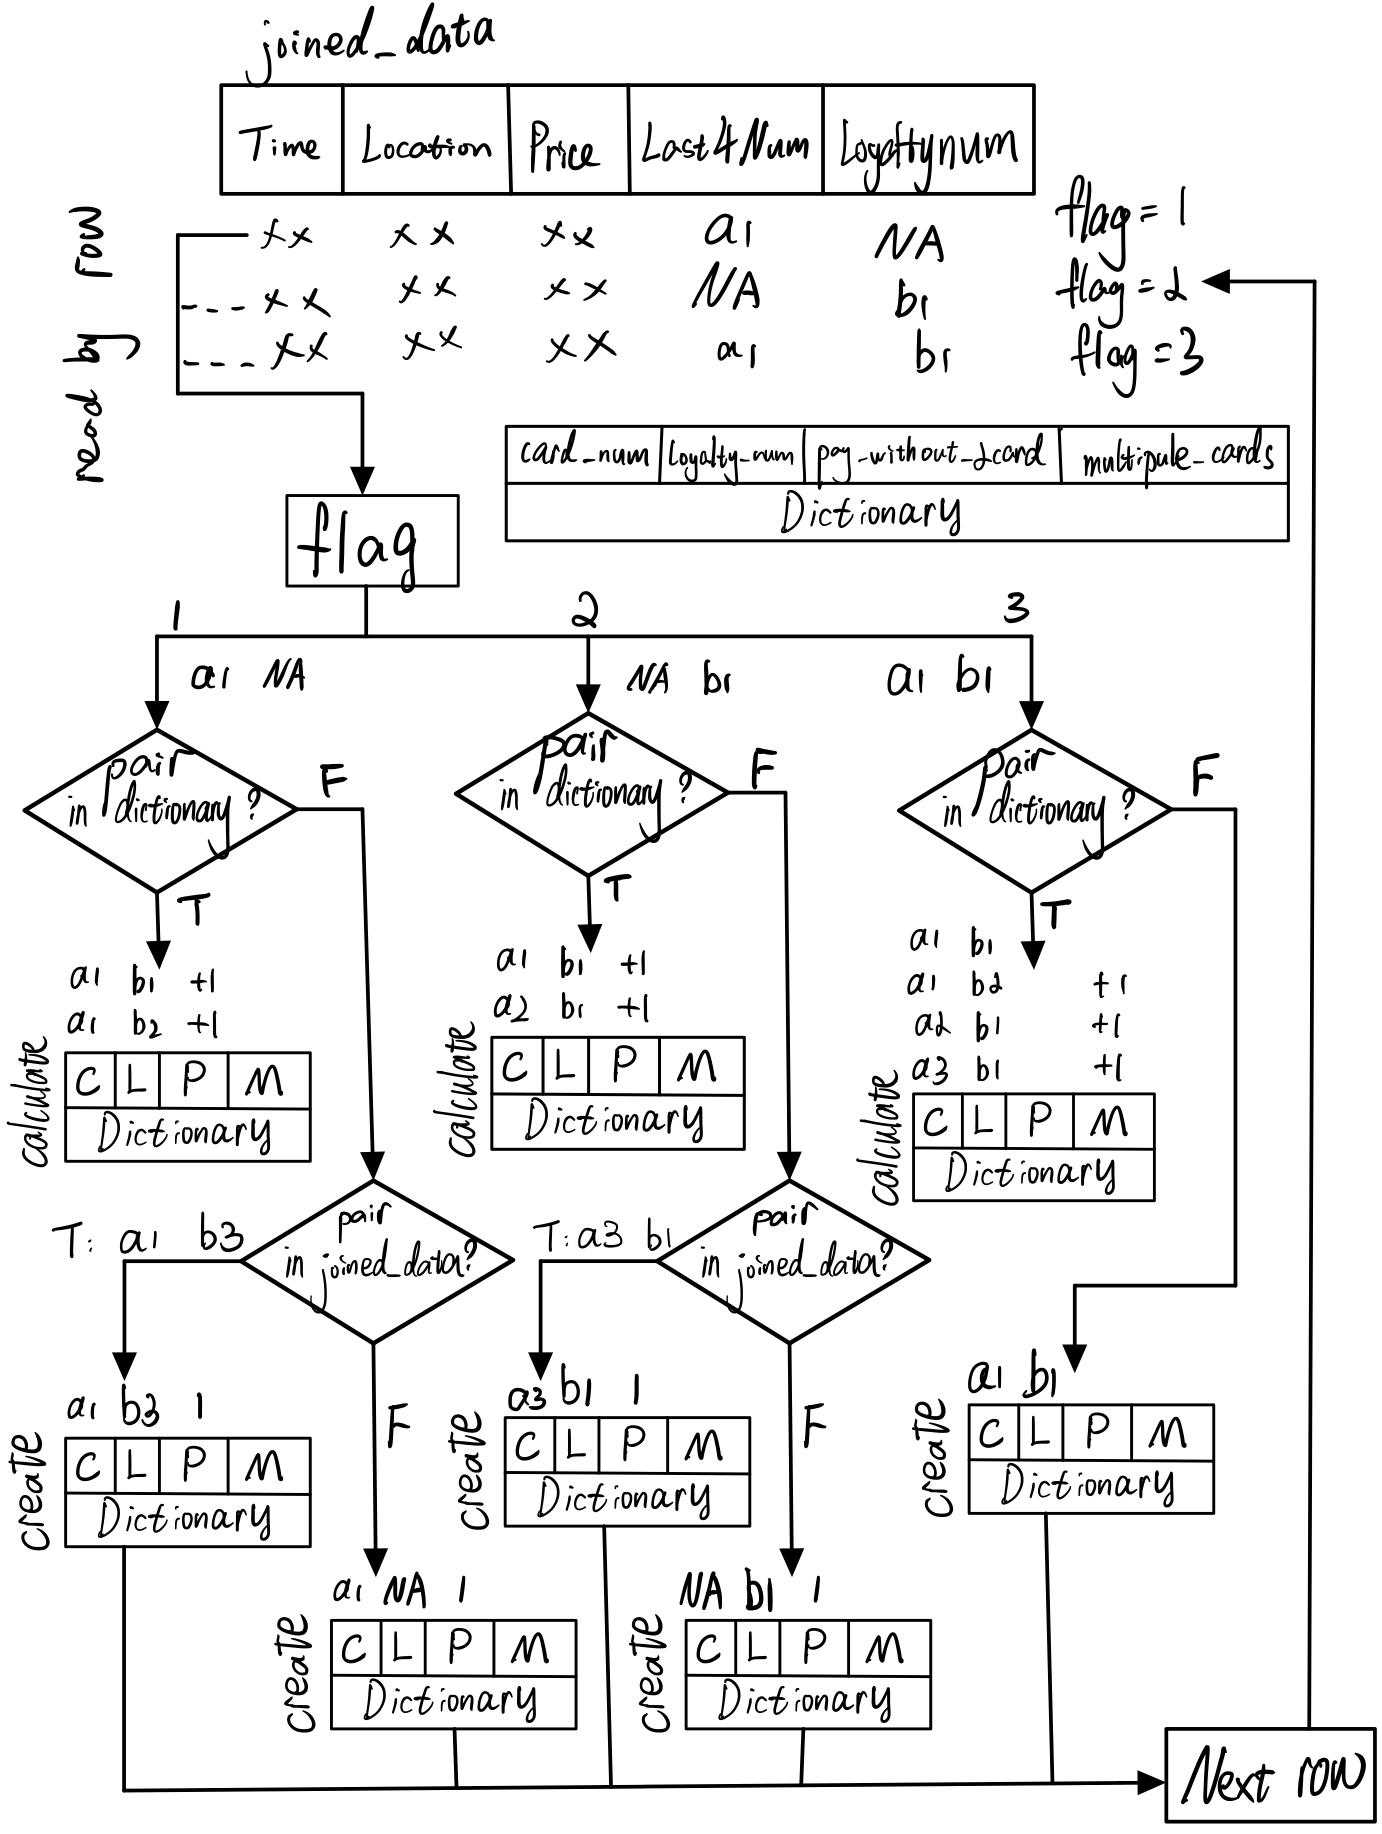 joined_data
Time Location Price Last4Num Loyaltynum
read by row
xx xx xx a1 NA flag=1
---xx xx xx NA b1 flag=2
---xx xx xx a1 b1 flag=3
card_num Loyalty_num pay_without_2card multipule_cards
Dictionary
flag
1 2 3
a1 NA
NA b1
a1 b1
pair
in dictionary?
F
T
pair
in dictionary?
F
T
pair
in dictionary?
F
T
a1 b1 +1
a1 b2 +1
calculate
C L P M
Dictionary
a1 b1 +1
a2 b1 +1
calculate
C L P M
Dictionary
a1 b1
a1 b2 +1
a2 b1 +1
a3 b1 +1
calculate
C L P M
Dictionary
T: a1 b3
pair
in joined_data?
F
T: a3 b1
pair
in joined_data?
F
a1 b3 1
create
C L P M
Dictionary
a3 b1 1
create
C L P M
Dictionary
a1 b1
create
C L P M
Dictionary
a1 NA 1
create
C L P M
Dictionary
NA b1 1
create
C L P M
Dictionary
Next row